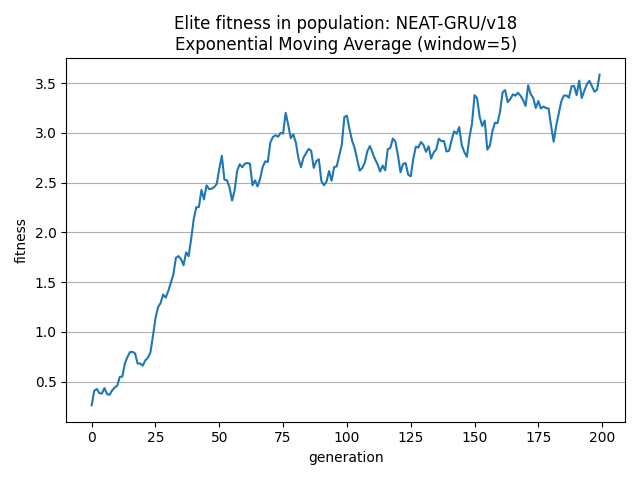 Elite fitness in population: NEAT-GRU/v18
Exponential Moving Average (window=5)
3.5
3.0
2.5
2.0
1.5
1.0
0.5
fitness
0 25 50 75 100 125 150 175 200
generation